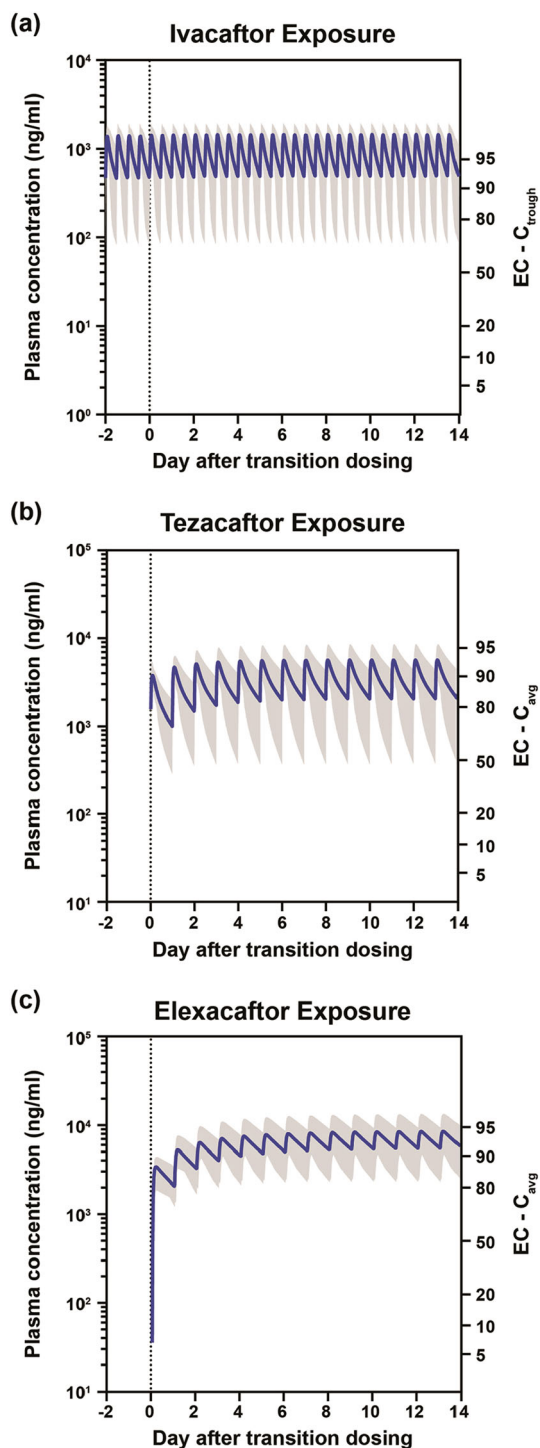 (a)
Ivacaftor Exposure
Plasma concentration (ng/ml)
10⁴
10³
10²
10¹
10⁰
95
90
80
50
20
10
5
EC - Ctrough
-2 0 2 4 6 8 10 12 14
Day after transition dosing
(b)
Tezacaftor Exposure
Plasma concentration (ng/ml)
10⁵
10⁴
10³
10²
10¹
95
90
80
50
20
10
5
EC - Cavg
-2 0 2 4 6 8 10 12 14
Day after transition dosing
(c)
Elexacaftor Exposure
Plasma concentration (ng/ml)
10⁵
10⁴
10³
10²
10¹
95
90
80
50
20
10
5
EC - Cavg
-2 0 2 4 6 8 10 12 14
Day after transition dosing